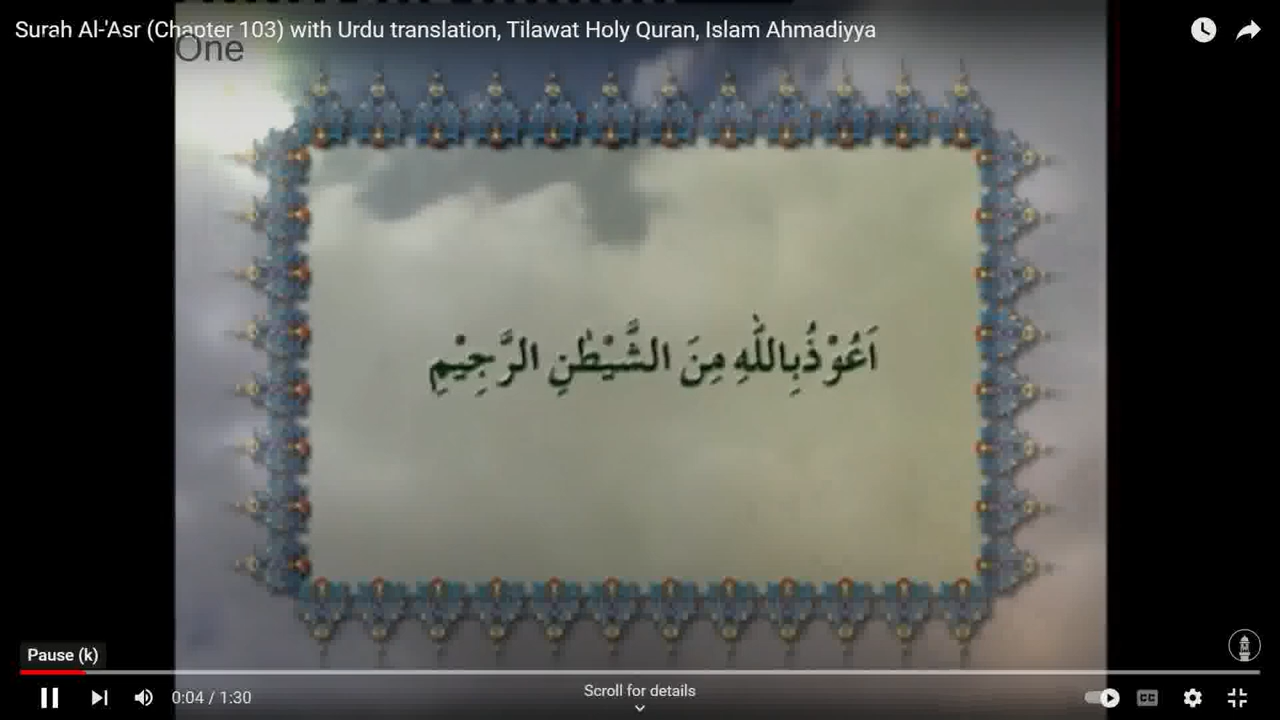 Surah Al-'Asr (Chapter 103) with Urdu translation, Tilawat Holy Quran, Islam Ahmadiyya
One
اَعُوْذُبِاللّٰهِ مِنَ الشَّيْطٰنِ الرَّجِيْمِ
Pause (k)
0:04 / 1:30
Scroll for details
CC